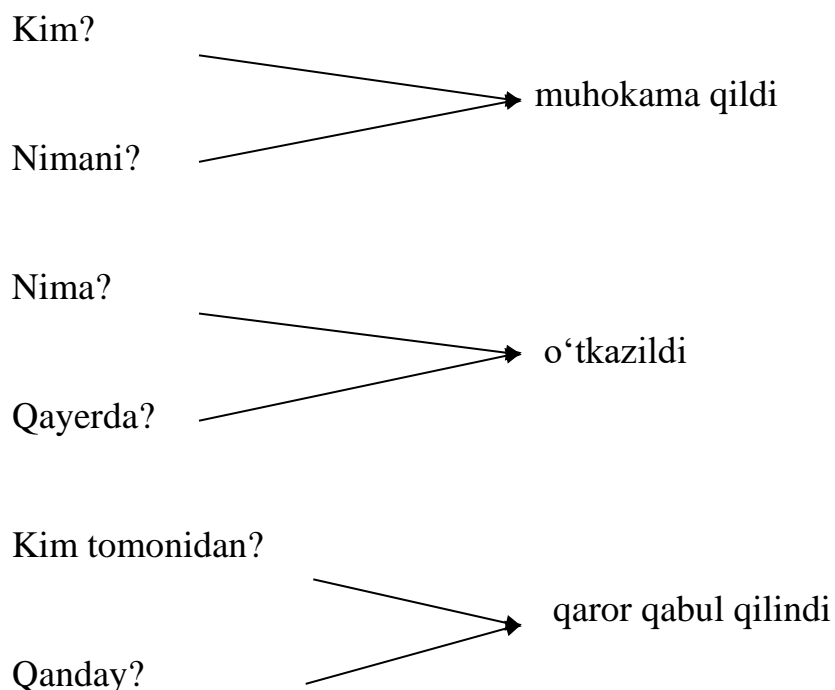 Kim?
muhokama qildi
Nimani?
Nima?
o‘tkazildi
Qayerda?
Kim tomonidan?
qaror qabul qilindi
Qanday?